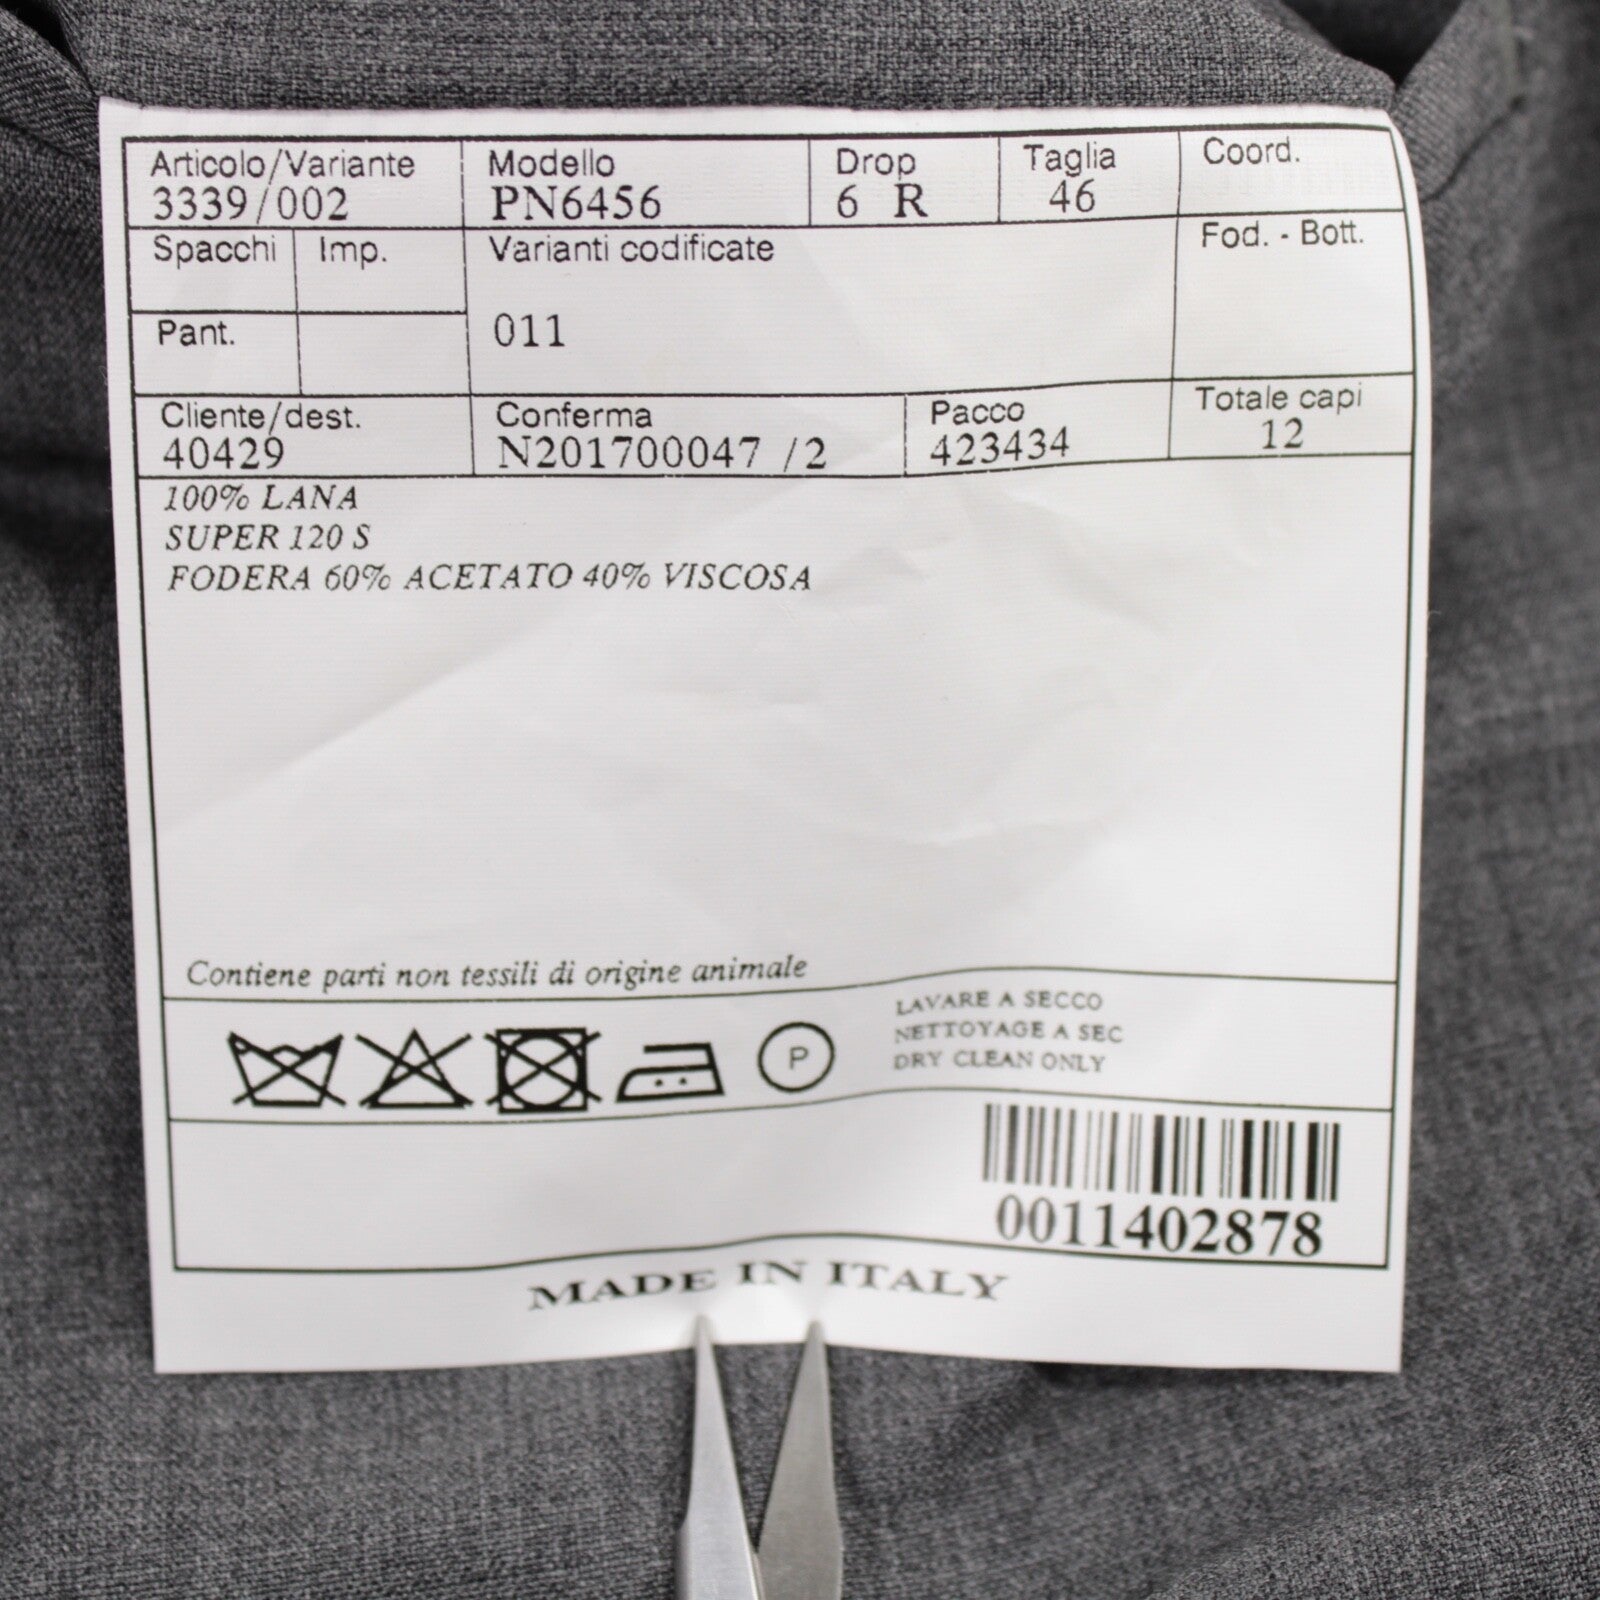 Articolo/Variante Modello Drop Taglia Coord.
3339/002 PN6456 6 R 46
Spacchi Imp. Varianti codificate Fod. - Bott.
Pant. 011
Cliente/dest. Conferma Pacco Totale capi
40429 N201700047 /2 423434 12
100% LANA
SUPER 120 S
FODERA 60% ACETATO 40% VISCOSA
Contiene parti non tessili di origine animale
LAVARE A SECCO
NETTOYAGE A SEC
P
DRY CLEAN ONLY
0011402878
MADE IN ITALY